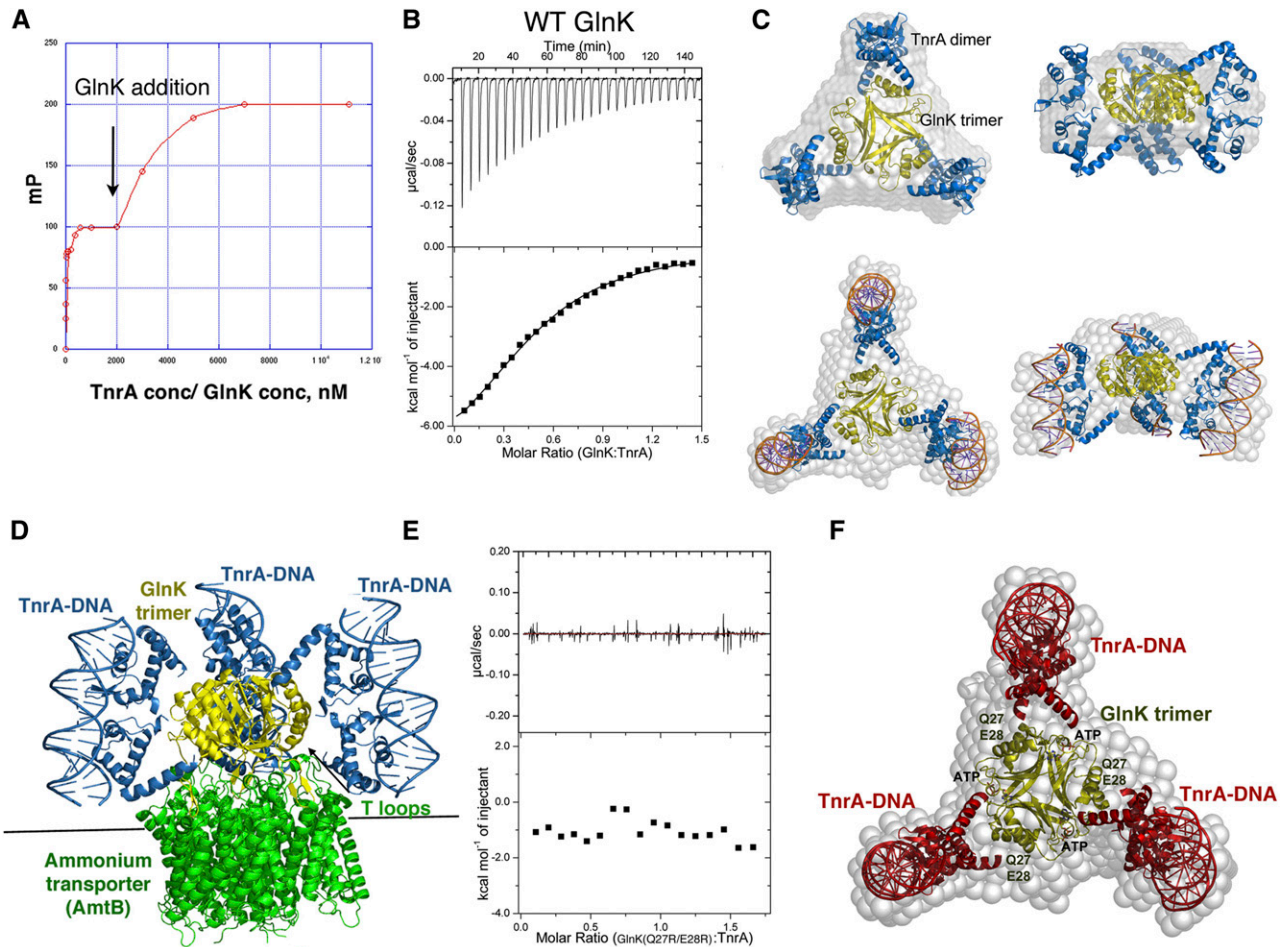 A
GlnK addition
mP
250
200
150
100
50
0
0
2000
4000
6000
8000
1 10⁴
1.2 10⁴
TnrA conc/ GlnK conc, nM
B
WT GlnK
Time (min)
10 20 30 40 50 60 70 80 90 100 110 120 130 140
0.00
-0.04
-0.08
-0.12
µcal/sec
0.00
-2.00
-4.00
-6.00
kcal mol⁻¹ of injectant
0.0 0.3 0.6 0.9 1.2 1.5
Molar Ratio (GlnK:TnrA)
C
TnrA dimer
GlnK trimer
D
TnrA-DNA
GlnK
trimer
TnrA-DNA
TnrA-DNA
T loops
Ammonium
transporter
(AmtB)
E
0.20
0.10
0.00
-0.10
-0.20
µcal/sec
2.0
0.0
-2.0
-4.0
kcal mol⁻¹ of injectant
0.0 0.5 1.0 1.5
Molar Ratio (GlnK(Q27R/E28R):TnrA)
F
TnrA-DNA
GlnK trimer
Q27
E28
ATP
Q27
E28
ATP
TnrA-DNA
TnrA-DNA
ATP
Q27
E28